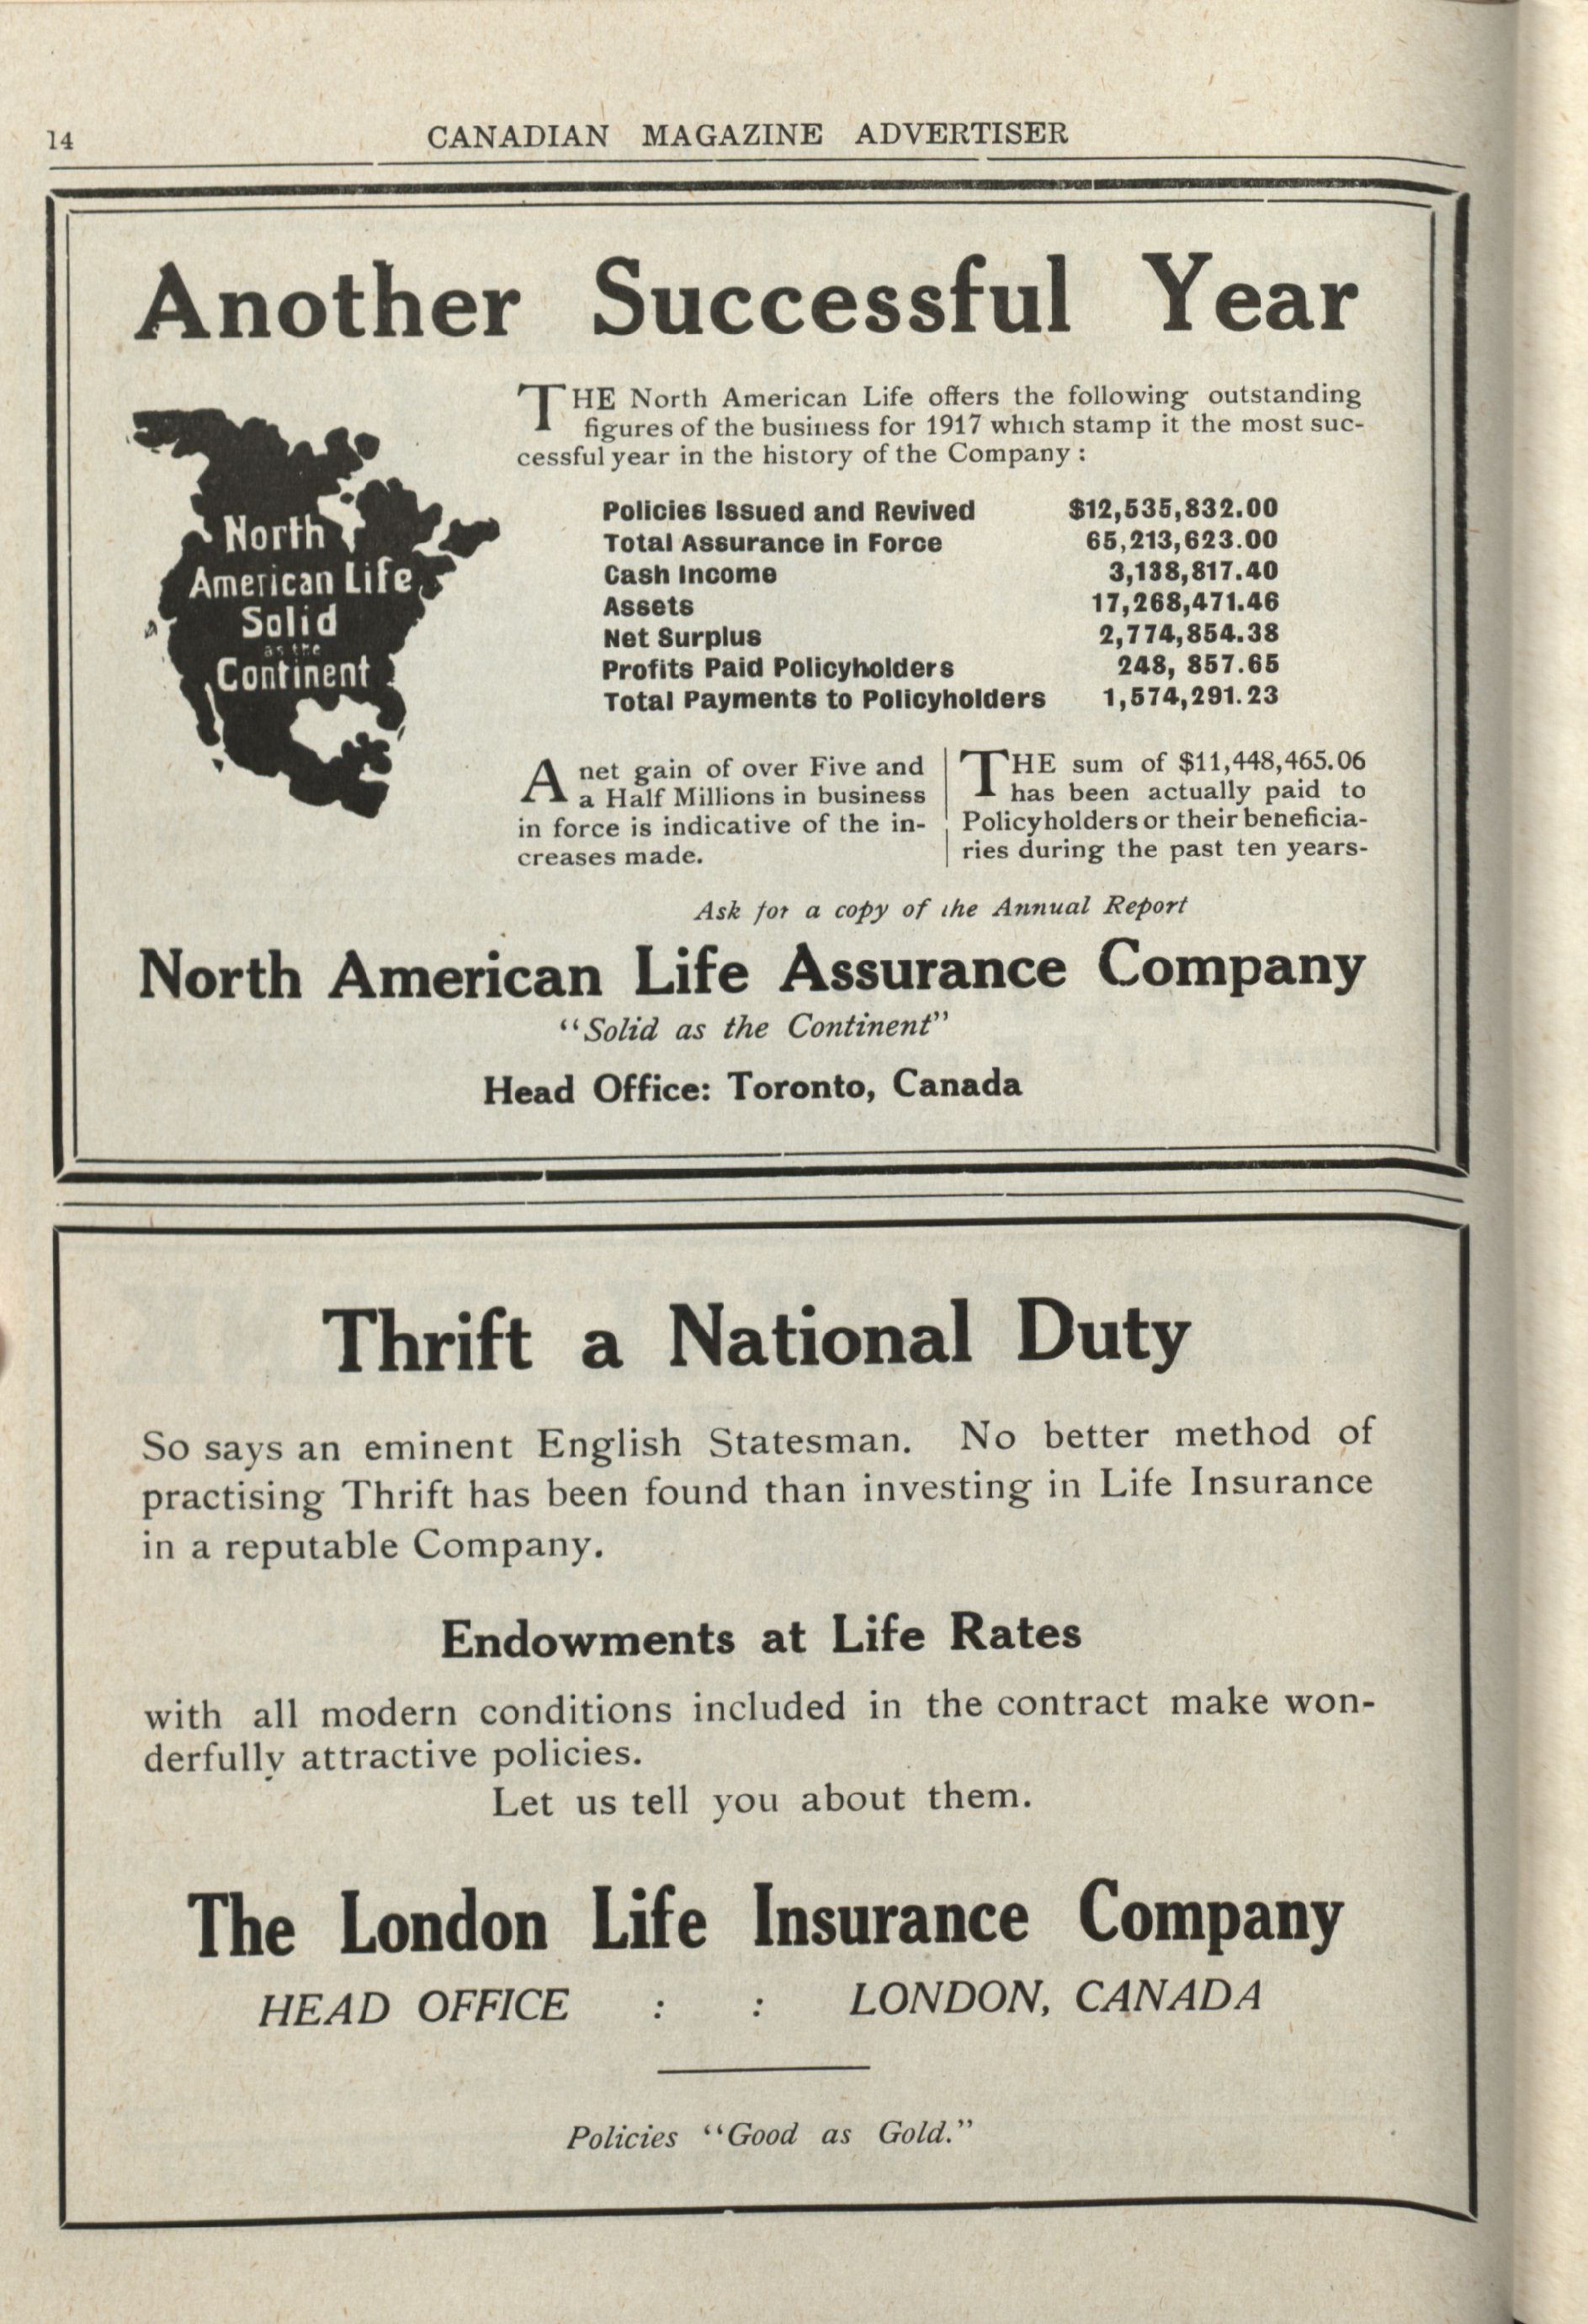 14
CANADIAN MAGAZINE ADVERTISER
Another Successful Year
North
American Life
Solid
as the
Continent
THE North American Life offers the following outstanding
figures of the business for 1917 which stamp it the most suc-
cessful year in the history of the Company :
Policies Issued and Revived $12,535,832.00
Total Assurance in Force 65,213,623.00
Cash Income 3,138,817.40
Assets 17,268,471.46
Net Surplus 2,774,854.38
Profits Paid Policyholders 248, 857.65
Total Payments to Policyholders 1,574,291.23
A net gain of over Five and
a Half Millions in business
in force is indicative of the in-
creases made.
THE sum of $11,448,465.06
has been actually paid to
Policyholders or their beneficia-
ries during the past ten years-
Ask for a copy of the Annual Report
North American Life Assurance Company
"Solid as the Continent"
Head Office: Toronto, Canada
Thrift a National Duty
So says an eminent English Statesman. No better method of
practising Thrift has been found than investing in Life Insurance
in a reputable Company.
Endowments at Life Rates
with all modern conditions included in the contract make won-
derfully attractive policies.
Let us tell you about them.
The London Life Insurance Company
HEAD OFFICE : : LONDON, CANADA
Policies "Good as Gold."